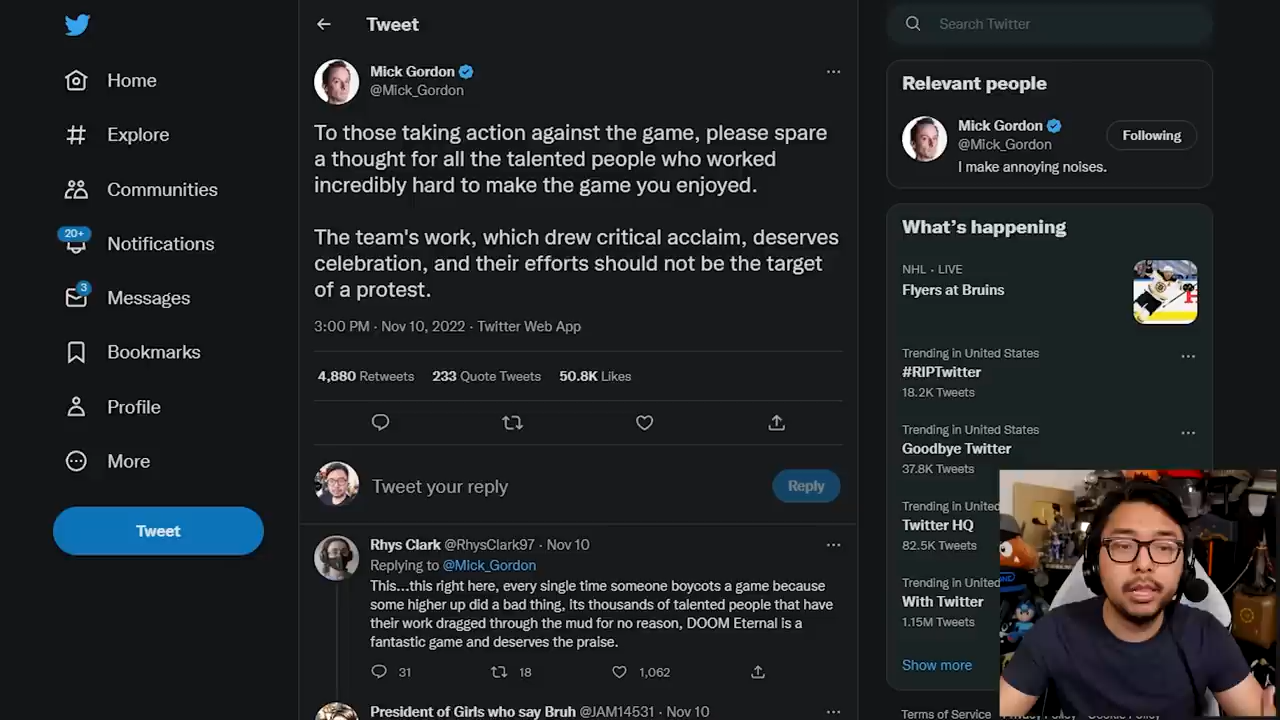 Home
Explore
Communities
20+
Notifications
3
Messages
Bookmarks
Profile
More
Tweet
Tweet
Mick Gordon
@Mick_Gordon
To those taking action against the game, please spare
a thought for all the talented people who worked
incredibly hard to make the game you enjoyed.
The team's work, which drew critical acclaim, deserves
celebration, and their efforts should not be the target
of a protest.
3:00 PM · Nov 10, 2022 · Twitter Web App
4,880 Retweets 233 Quote Tweets 50.8K Likes
Tweet your reply
Reply
Rhys Clark @RhysClark97 · Nov 10
Replying to @Mick_Gordon
This...this right here, every single time someone boycots a game because
some higher up did a bad thing, its thousands of talented people that have
their work dragged through the mud for no reason, DOOM Eternal is a
fantastic game and deserves the praise.
31 18 1,062
President of Girls who say Bruh @JAM14531 · Nov 10
Search Twitter
Relevant people
Mick Gordon
@Mick_Gordon
Following
I make annoying noises.
What's happening
NHL · LIVE
Flyers at Bruins
Trending in United States
#RIPTwitter
18.2K Tweets
Trending in United States
Goodbye Twitter
37.8K Tweets
Trending in United
Twitter HQ
82.5K Tweets
Trending in United
With Twitter
1.15M Tweets
Show more
Terms of Service